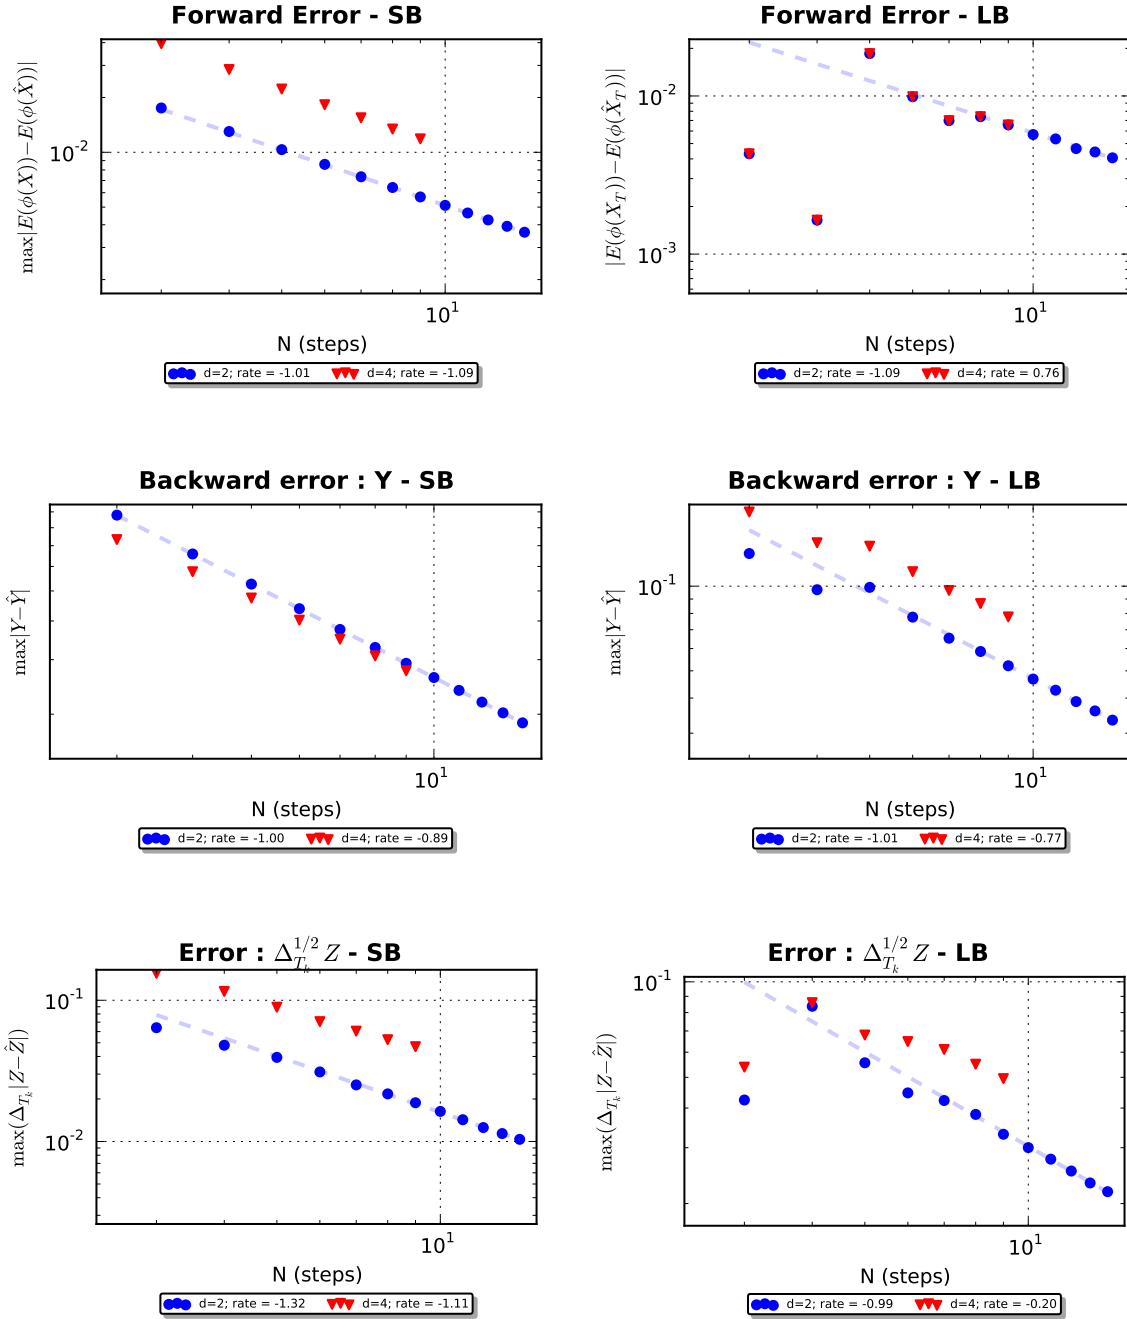 Forward Error - SB
max|E(ϕ(X))−E(ϕ(X̂))|
10^-2
10^1
N (steps)
d=2; rate = -1.01 d=4; rate = -1.09
Forward Error - LB
|E(ϕ(X_T))−E(ϕ(X̂_T))|
10^-2
10^-3
10^1
N (steps)
d=2; rate = -1.09 d=4; rate = 0.76
Backward error : Y - SB
max|Y−Ŷ|
10^1
N (steps)
d=2; rate = -1.00 d=4; rate = -0.89
Backward error : Y - LB
max|Y−Ŷ|
10^-1
10^1
N (steps)
d=2; rate = -1.01 d=4; rate = -0.77
Error : Δ_{T_k}^{1/2} Z - SB
max(Δ_{T_k}|Z−Ẑ|)
10^-1
10^-2
10^1
N (steps)
d=2; rate = -1.32 d=4; rate = -1.11
Error : Δ_{T_k}^{1/2} Z - LB
max(Δ_{T_k}|Z−Ẑ|)
10^-1
10^1
N (steps)
d=2; rate = -0.99 d=4; rate = -0.20